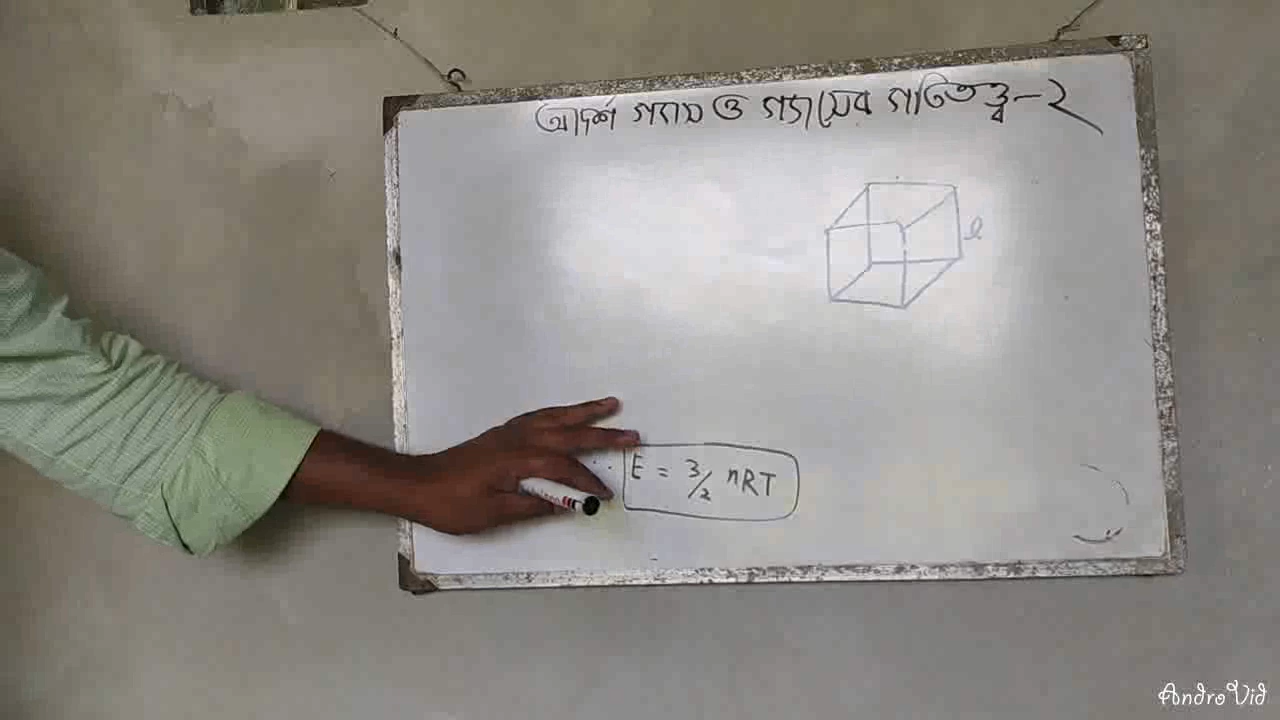 আদর্শ গ্যাস ও গ্যাসের গতিতত্ত্ব-২
l
∴ E = 3/2 nRT
AndroVid